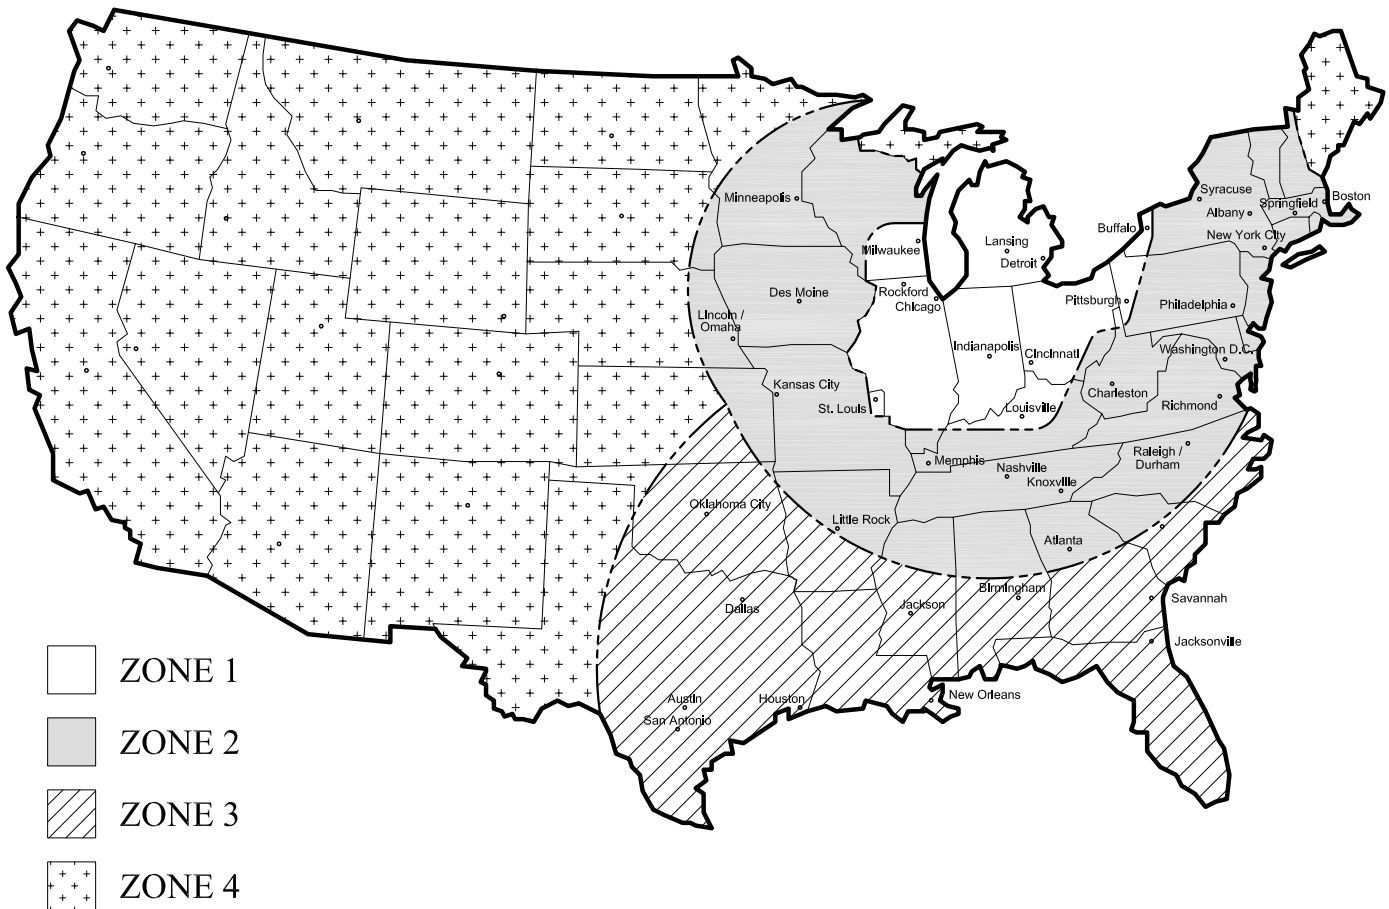 Syracuse
Boston
Minneapolis
Springfield
Albany
Buffalo
New York City
Lansing
Milwaukee
Detroit
Des Moine
Rockford
Pittsburgh
Chicago
Philadelphia
Lincoln /
Omaha
Indianapolis
Cincinnati
Washington D.C.
Kansas City
Charleston
St. Louis
Louisville
Richmond
Raleigh /
Durham
Memphis
Nashville
Knoxville
Oklahoma City
Little Rock
Atlanta
Birmingham
Dallas
Jackson
Savannah
Jacksonville
Austin
Houston
New Orleans
San Antonio
ZONE 1
ZONE 2
ZONE 3
ZONE 4